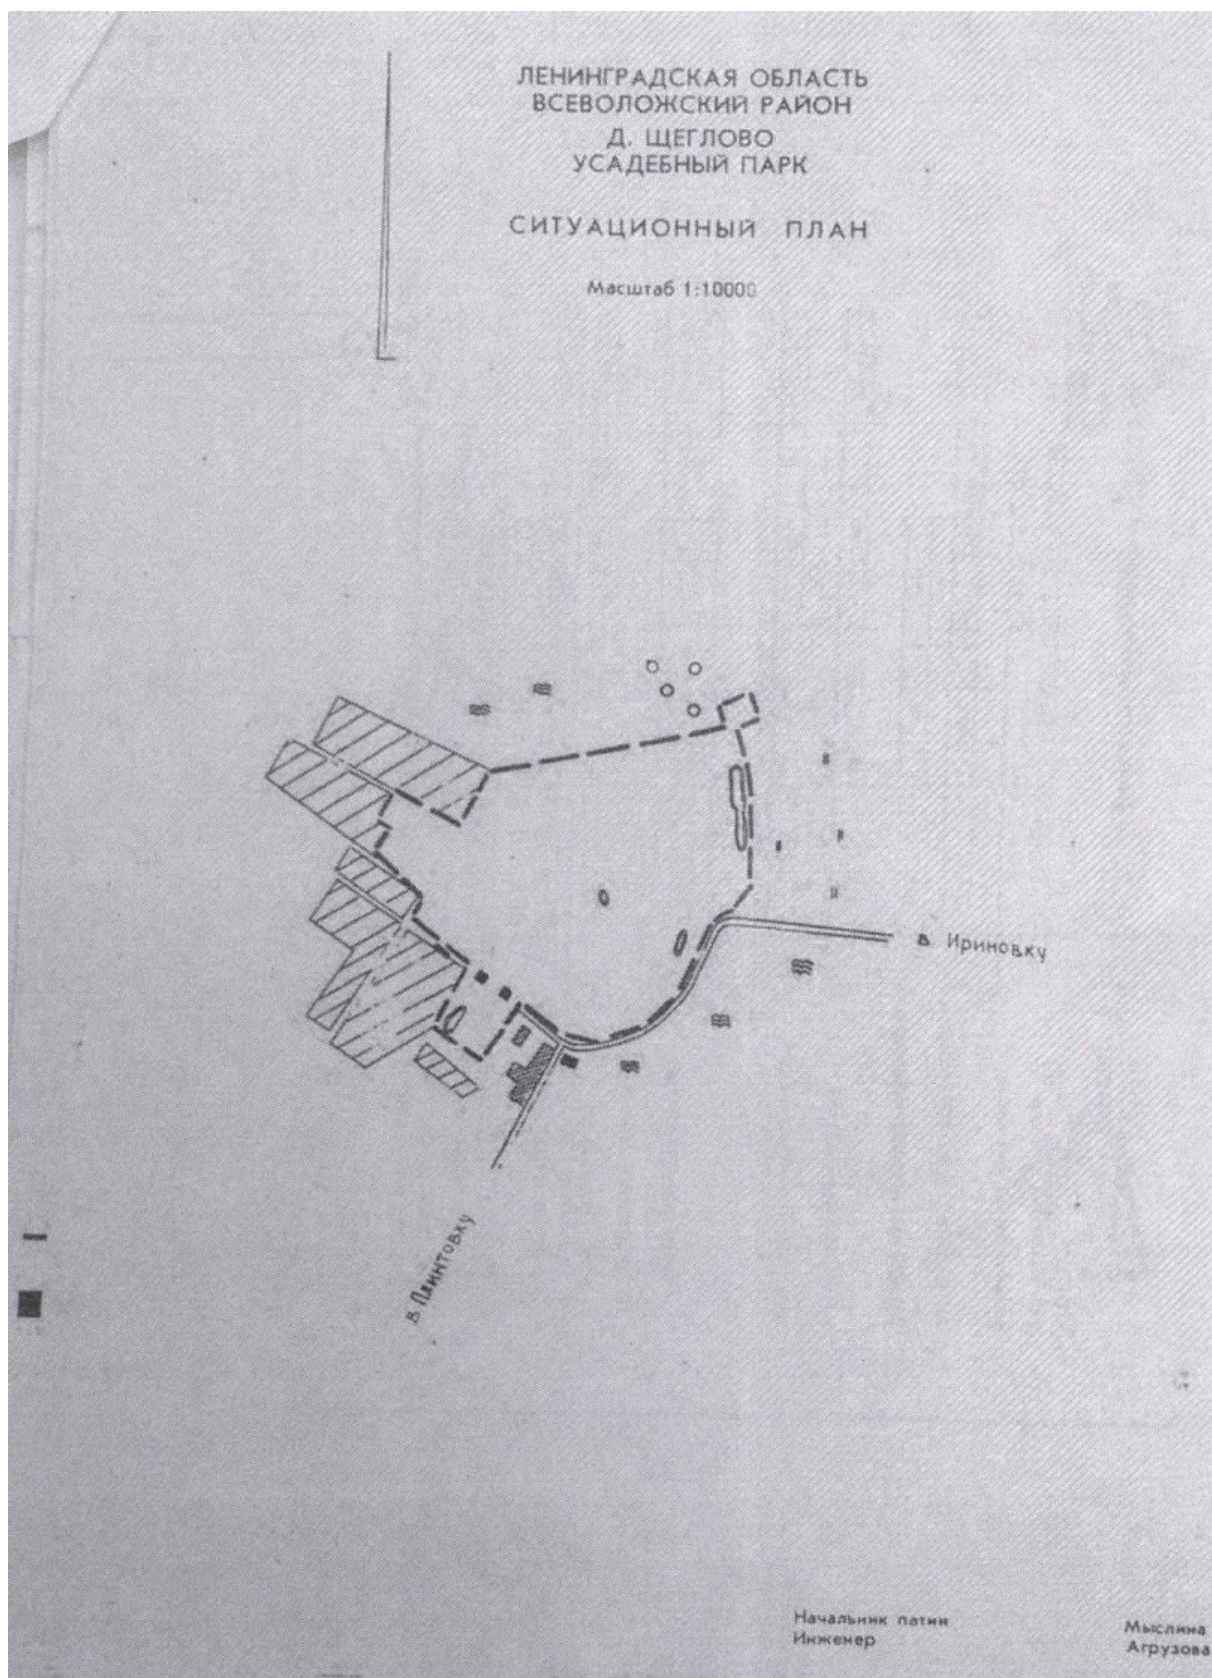 ЛЕНИНГРАДСКАЯ ОБЛАСТЬ
ВСЕВОЛОЖСКИЙ РАЙОН
Д. ЩЕГЛОВО
УСАДЕБНЫЙ ПАРК
СИТУАЦИОННЫЙ ПЛАН
Масштаб 1:10000
в Ириновку
в Плинтовку
Начальник патии
Инженер
Мыслина
Агрузова